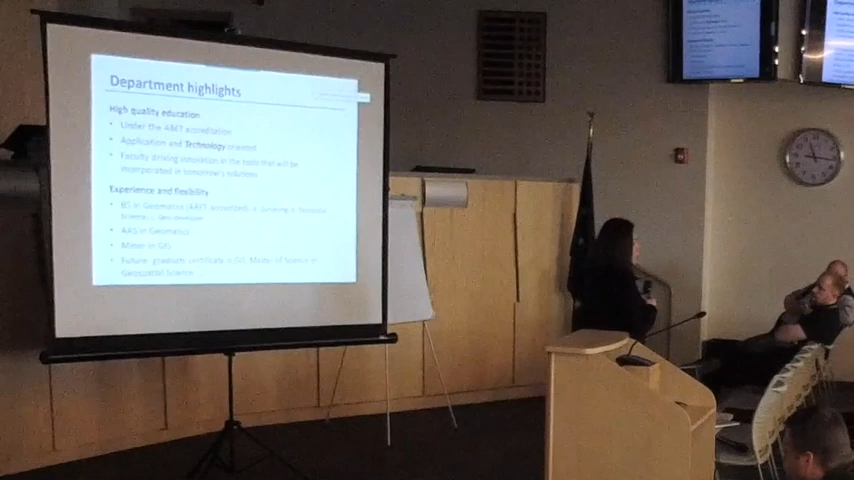 Department highlights
High quality education
• Under the ABET accreditation
• Application and Technology oriented
• Faculty driving innovation in the tools that will be
incorporated in tomorrow's solutions
Experience and flexibility
• BS in Geomatics (ABET accredited)
• AAS in Geomatics
• Minor in GIS
• Future graduate certificate in GIS, Master of Science in
Geospatial Science